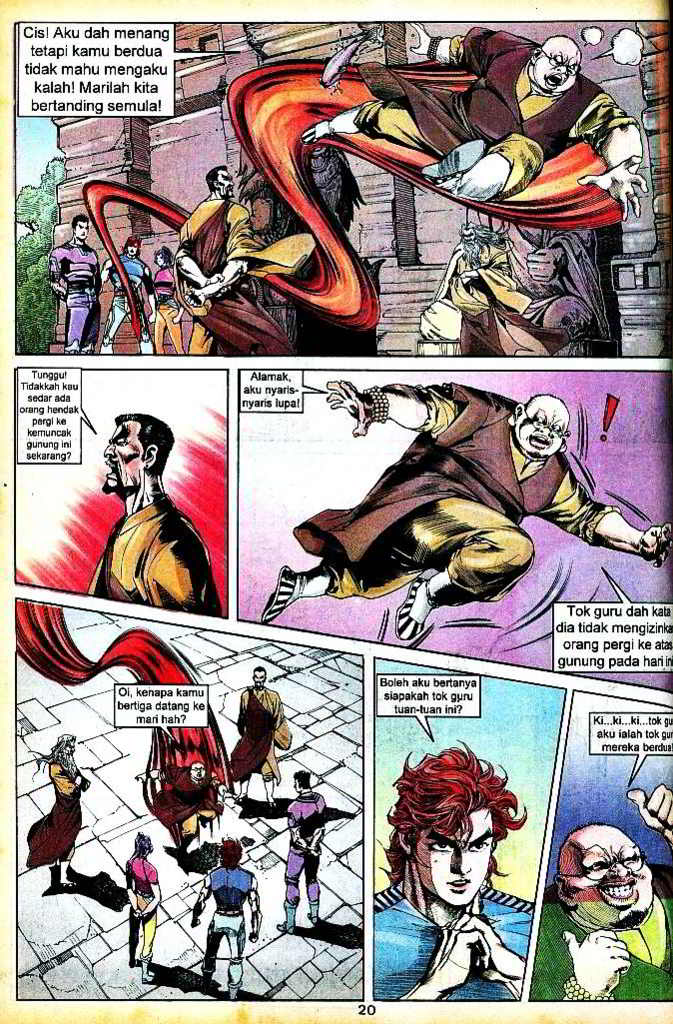 Cis! Aku dah menang
tetapi kamu berdua
tidak mahu mengaku
kalah! Marilah kita
bertanding semula!
Tunggu!
Tidakkah kau
sedar ada
orang hendak
pergi ke
kemuncak
gunung ini
sekarang?
Alamak,
aku nyaris-
nyaris lupa!
!
Tok guru dah kata
dia tidak mengizinka
orang pergi ke atas
gunung pada hari in
Oi, kenapa kamu
bertiga datang ke
mari hah?
Boleh aku bertanya
siapakah tok guru
tuan-tuan ini?
Ki...ki...ki...tok gu
aku ialah tok gur
mereka berdua!
20